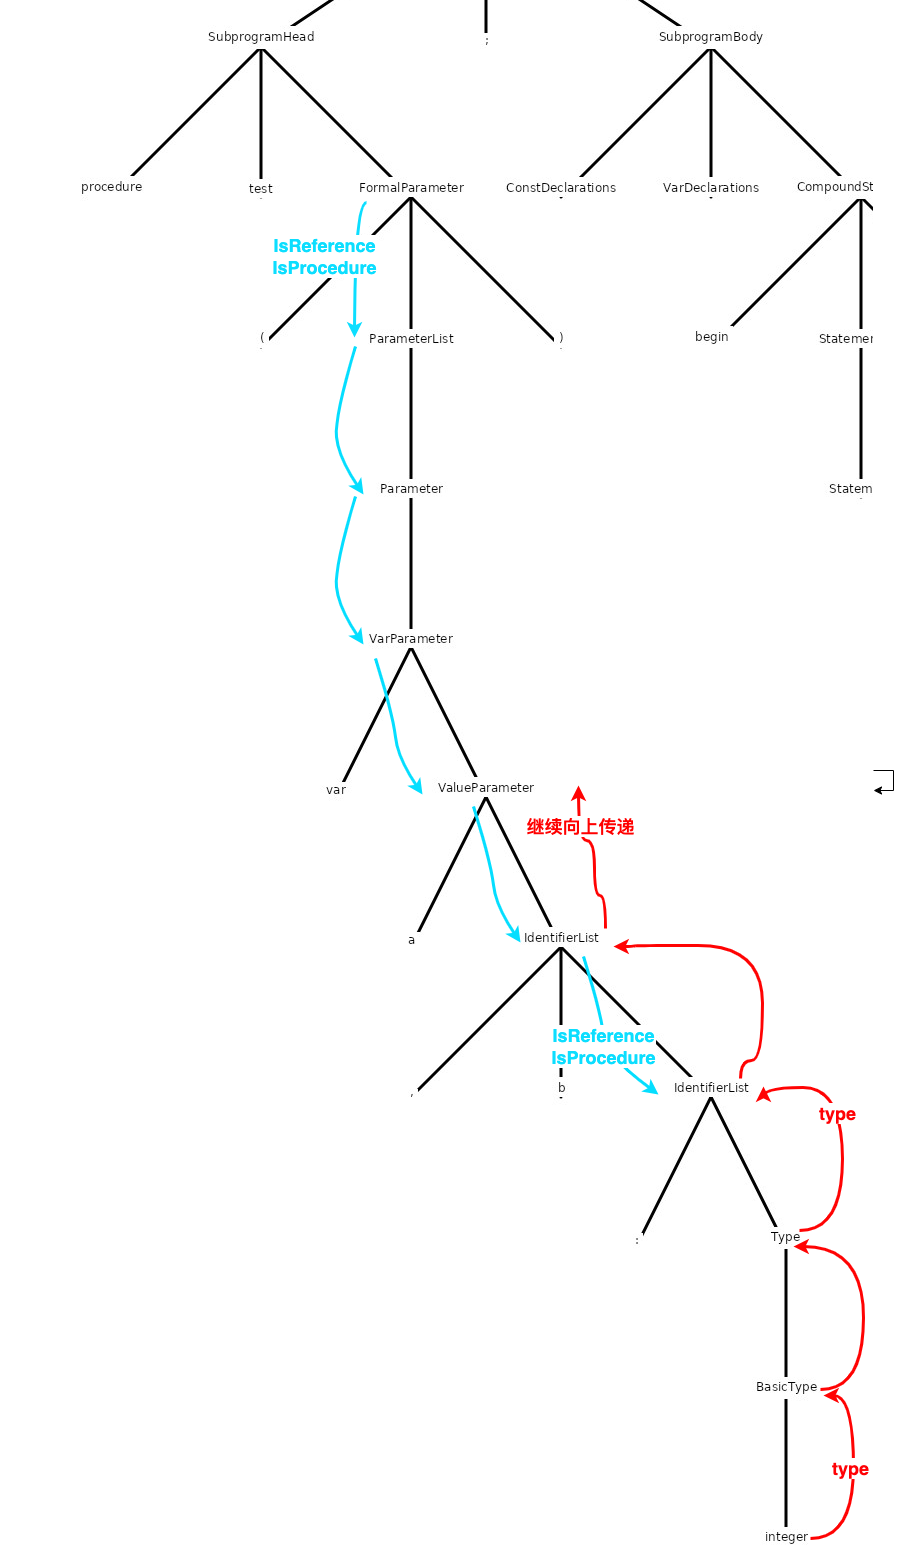 SubprogramHead ; SubprogramBody
procedure test FormalParameter ConstDeclarations VarDeclarations CompoundSt
IsReference
IsProcedure
( ParameterList ) begin Statemer
Parameter Statem
VarParameter
var ValueParameter
继续向上传递
a IdentifierList
IsReference
IsProcedure
, b IdentifierList
type
: Type
BasicType
type
integer